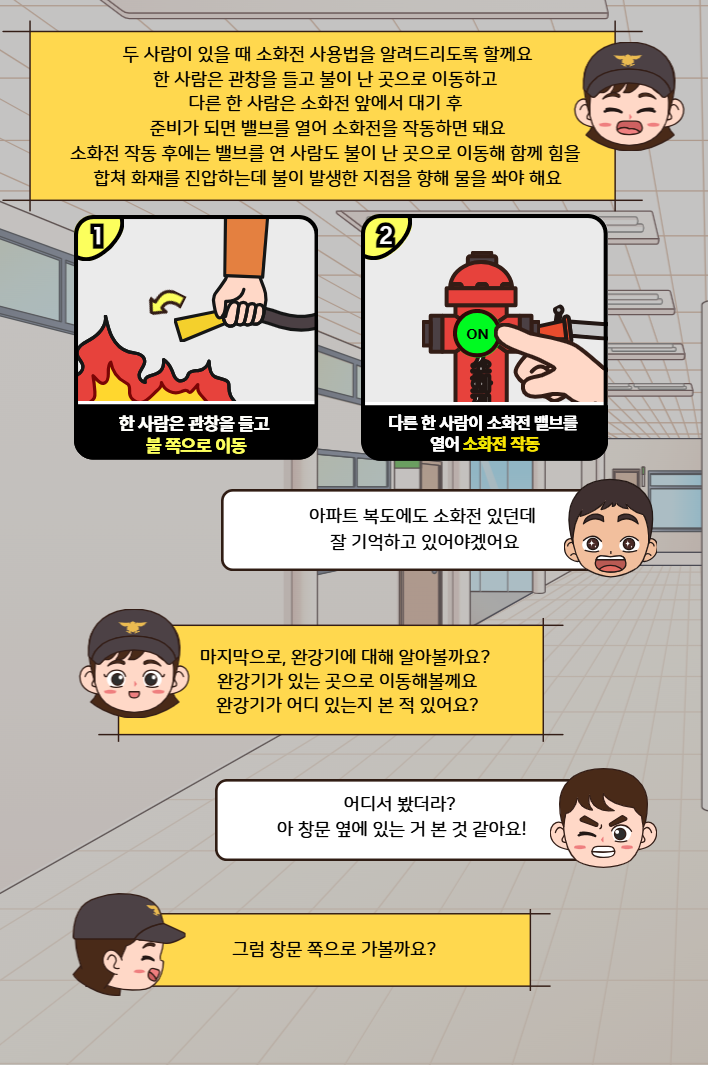 두 사람이 있을 때 소화전 사용법을 알려드리도록 할께요
한 사람은 관창을 들고 불이 난 곳으로 이동하고
다른 한 사람은 소화전 앞에서 대기 후
준비가 되면 밸브를 열어 소화전을 작동하면 돼요
소화전 작동 후에는 밸브를 연 사람도 불이 난 곳으로 이동해 함께 힘을
합쳐 화재를 진압하는데 불이 발생한 지점을 향해 물을 쏴야 해요
1
한 사람은 관창을 들고
불 쪽으로 이동
2
ON
다른 한 사람이 소화전 밸브를
열어 소화전 작동
아파트 복도에도 소화전 있던데
잘 기억하고 있어야겠어요
마지막으로, 완강기에 대해 알아볼까요?
완강기가 있는 곳으로 이동해볼께요
완강기가 어디 있는지 본 적 있어요?
어디서 봤더라?
아 창문 옆에 있는 거 본 것 같아요!
그럼 창문 쪽으로 가볼까요?